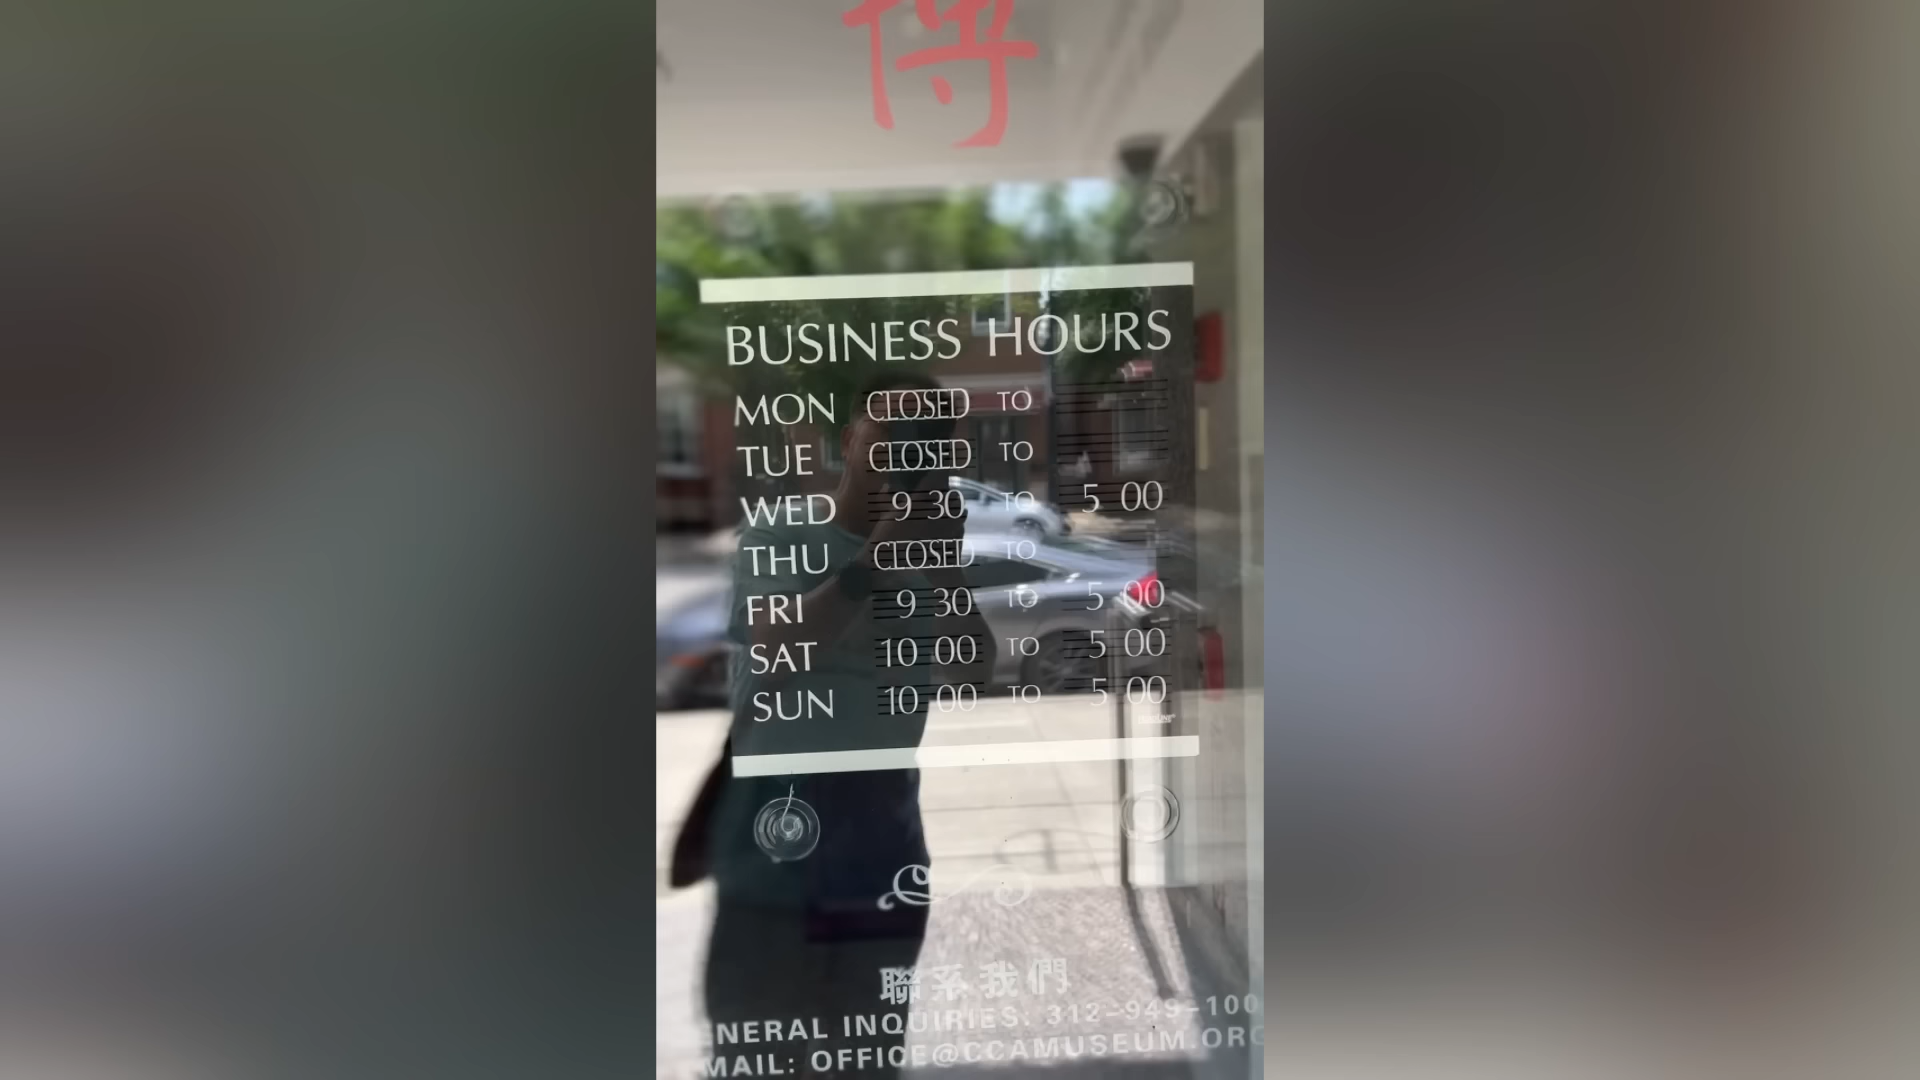 傅
BUSINESS HOURS
MON CLOSED TO
TUE CLOSED TO
WED 9 30 TO 5 00
THU CLOSED TO
FRI 9 30 TO 5 00
SAT 10 00 TO 5 00
SUN 10 00 TO 5 00
聯系我們
ENERAL INQUIRIES: 312-949-100
MAIL: OFFICE@CCAMUSEUM.ORG